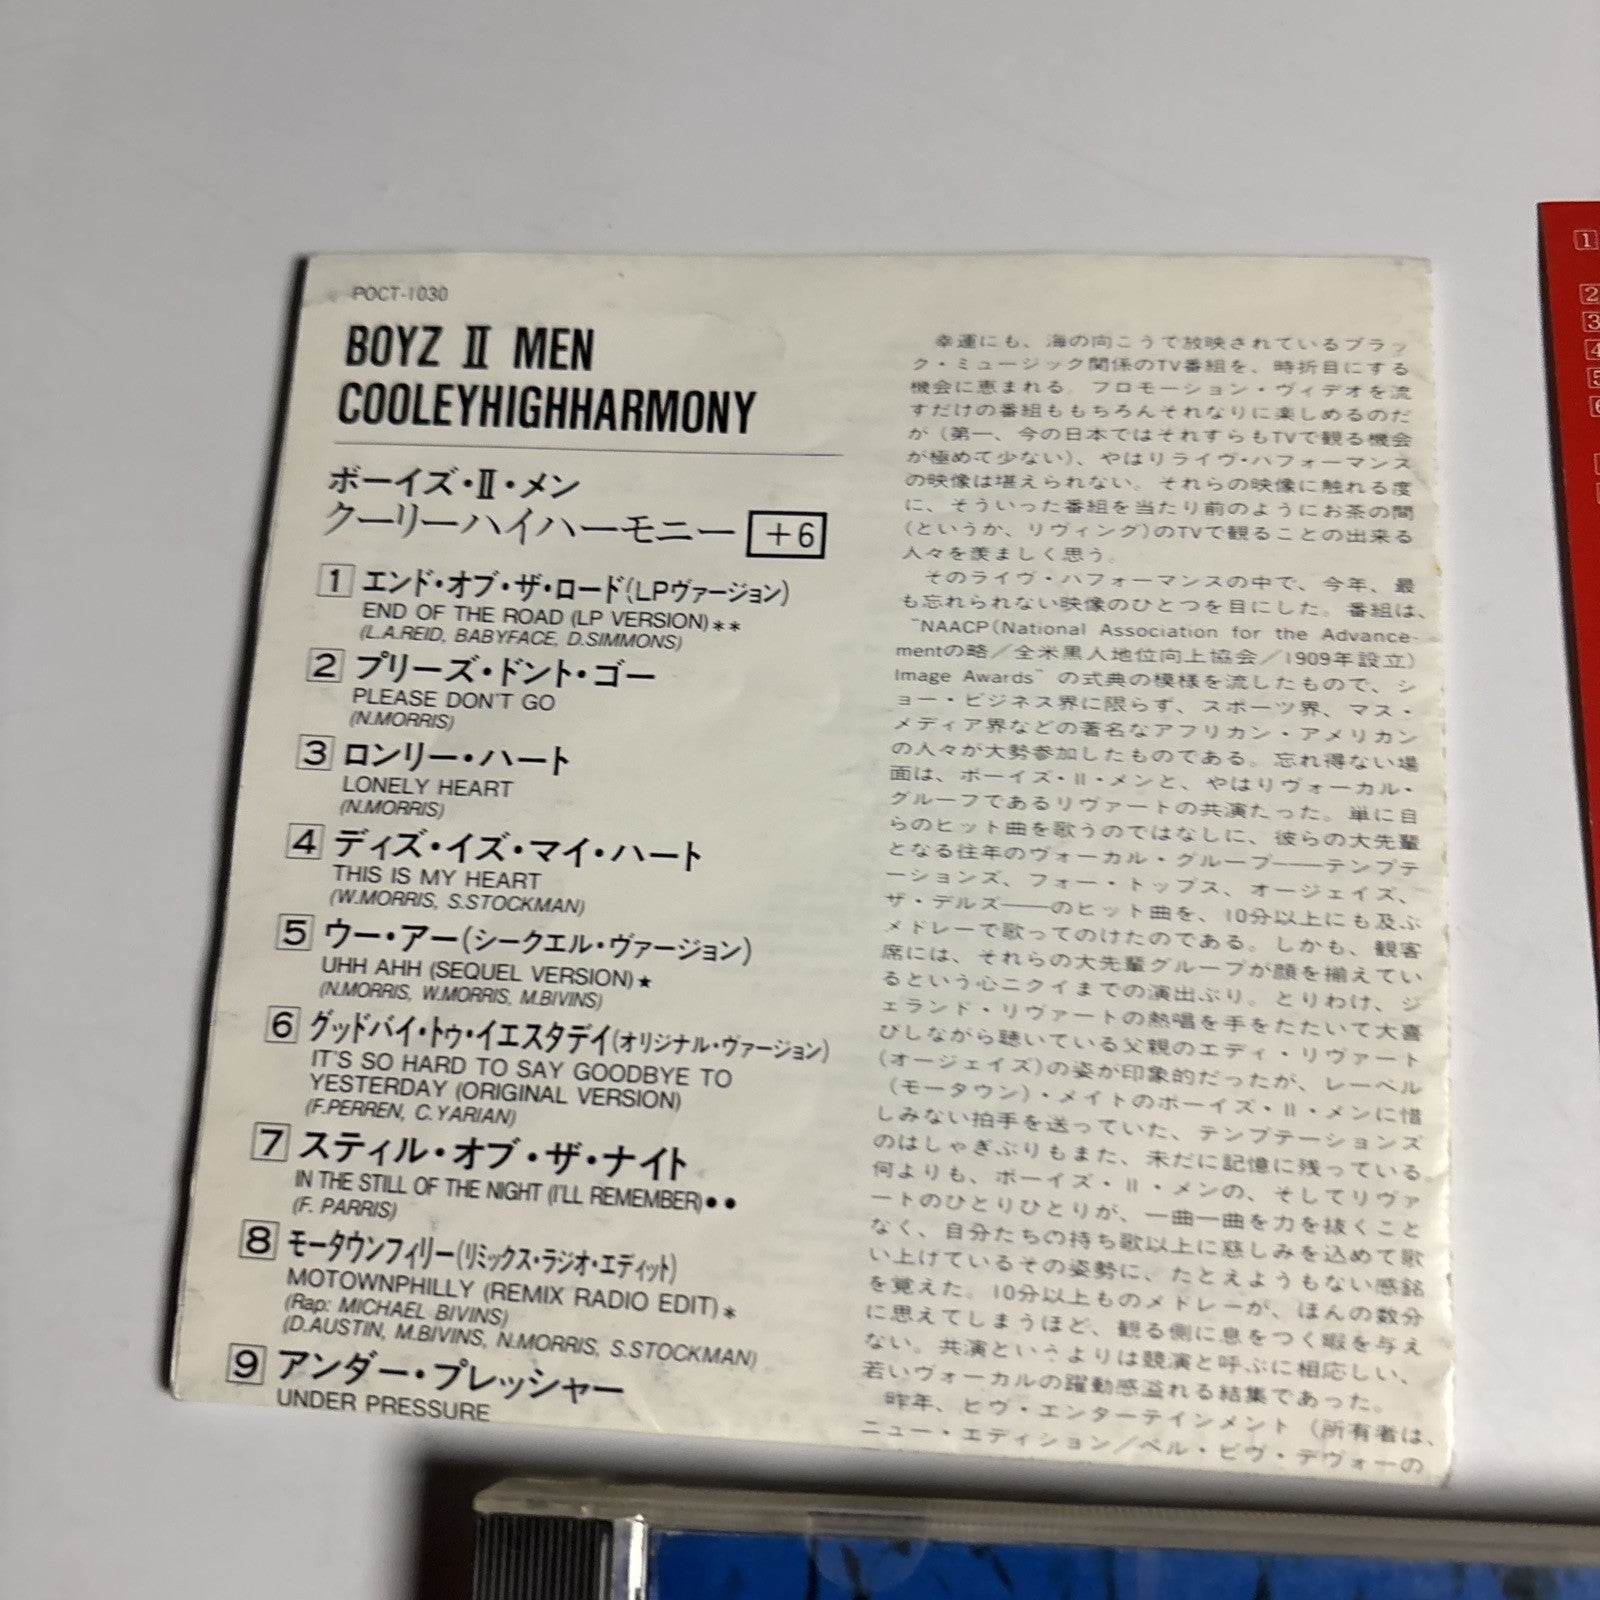 POCT-1030
BOYZ II MEN
COOLEYHIGHHARMONY
ボーイズ・II・メン
クーリーハイハーモニー +6
1 エンド・オブ・ザ・ロード(LPヴァージョン)
END OF THE ROAD (LP VERSION)**
(L.A.REID, BABYFACE, D.SIMMONS)
2 プリーズ・ドント・ゴー
PLEASE DON'T GO
(N.MORRIS)
3 ロンリー・ハート
LONELY HEART
(N.MORRIS)
4 ディズ・イズ・マイ・ハート
THIS IS MY HEART
(W.MORRIS, S.STOCKMAN)
5 ウー・アー(シークエル・ヴァージョン)
UHH AHH (SEQUEL VERSION)★
(N.MORRIS, W.MORRIS, M.BIVINS)
6 グッドバイ・トゥ・イエスタデイ(オリジナル・ヴァージョン)
IT'S SO HARD TO SAY GOODBYE TO
YESTERDAY (ORIGINAL VERSION)
(F.PERREN, C.YARIAN)
7 スティル・オブ・ザ・ナイト
IN THE STILL OF THE NIGHT (I'LL REMEMBER)●●
(F. PARRIS)
8 モータウンフィリー(リミックス・ラジオ・エディット)
MOTOWNPHILLY (REMIX RADIO EDIT)*
(Rap: MICHAEL BIVINS)
(D.AUSTIN, M.BIVINS, N.MORRIS, S.STOCKMAN)
9 アンダー・プレッシャー
UNDER PRESSURE
幸運にも、海の向こうで放映されているブラッ
ク・ミュージック関係のTV番組を、時折目にする
機会に恵まれる。プロモーション・ヴィデオを流
すだけの番組ももちろんそれなりに楽しめるのだ
が(第一、今の日本ではそれすらもTVで観る機会
が極めて少ない)、やはりライヴ・パフォーマンス
の映像は堪えられない。それらの映像に触れる度
に、そういった番組を当たり前のようにお茶の間
(というか、リヴィング)のTVで観ることの出来る
人々を羨ましく思う。
そのライヴ・パフォーマンスの中で、今年、最
も忘れられない映像のひとつを目にした。番組は、
"NAACP(National Association for the Advance-
mentの略／全米黒人地位向上協会／1909年設立)
Image Awards" の式典の模様を流したもので、シ
ョー・ビジネス界に限らず、スポーツ界、マス・
メディア界などの著名なアフリカン・アメリカン
の人々が大勢参加したものである。忘れ得ない場
面は、ボーイズ・II・メンと、やはりヴォーカル・
グループであるリヴァートの共演だった。単に自
らのヒット曲を歌うのではなしに、彼らの大先輩
となる往年のヴォーカル・グループ――テンプテ
ーションズ、フォー・トップス、オージェイズ、
ザ・デルズ――のヒット曲を、10分以上にも及ぶ
メドレーで歌ってのけたのである。しかも、観客
席には、それらの大先輩グループが顔を揃えてい
るという心ニクイまでの演出ぶり。とりわけ、ジ
ェランド・リヴァートの熱唱を手をたたいて大喜
びしながら聴いている父親のエディ・リヴァート
(オージェイズ)の姿が印象的だったが、レーベル
(モータウン)・メイトのボーイズ・II・メンに惜
しみない拍手を送っていた、テンプテーションズ
のはしゃぎぶりもまた、未だに記憶に残っている。
何よりも、ボーイズ・II・メンの、そしてリヴァ
ートのひとりひとりが、一曲一曲を力を抜くこと
なく、自分たちの持ち歌以上に慈しみを込めて歌
い上げているその姿勢に、たとえようもない感銘
を覚えた。10分以上ものメドレーが、ほんの数分
に思えてしまうほど、観る側に息をつく暇を与え
ない。共演というよりは競演と呼ぶに相応しい、
若いヴォーカルの躍動感溢れる結集であった。
昨年、ビヴ・エンターテインメント (所有者は、
ニュー・エディション／ベル・ビヴ・デヴォーの
1
2
3
4
5
6